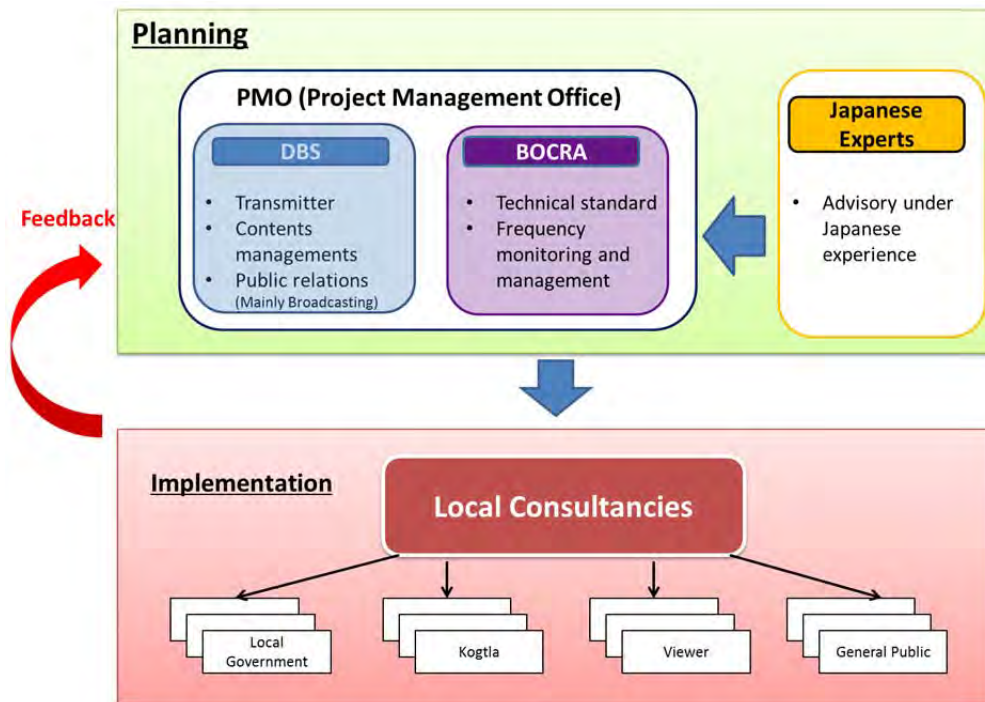 Planning
PMO (Project Management Office)
DBS
• Transmitter
• Contents
managements
• Public relations
(Mainly Broadcasting)
BOCRA
• Technical standard
• Frequency
monitoring and
management
Japanese
Experts
• Advisory under
Japanese
experience
Feedback
Implementation
Local Consultancies
Local
Government
Kogtla
Viewer
General Public